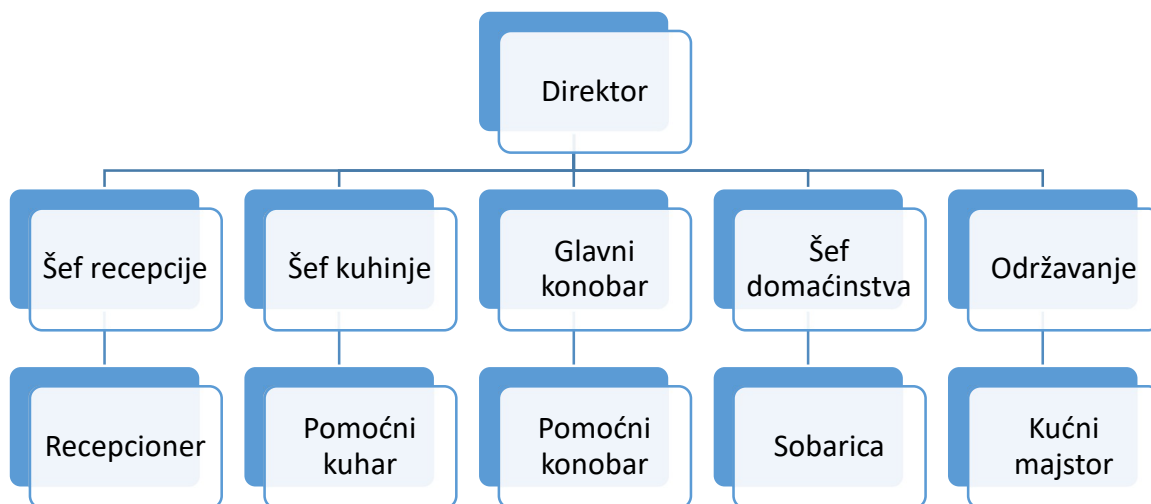 Direktor
Šef recepcije
Šef kuhinje
Glavni
konobar
Šef
domaćinstva
Održavanje
Recepcioner
Pomoćni
kuhar
Pomoćni
konobar
Sobarica
Kućni
majstor